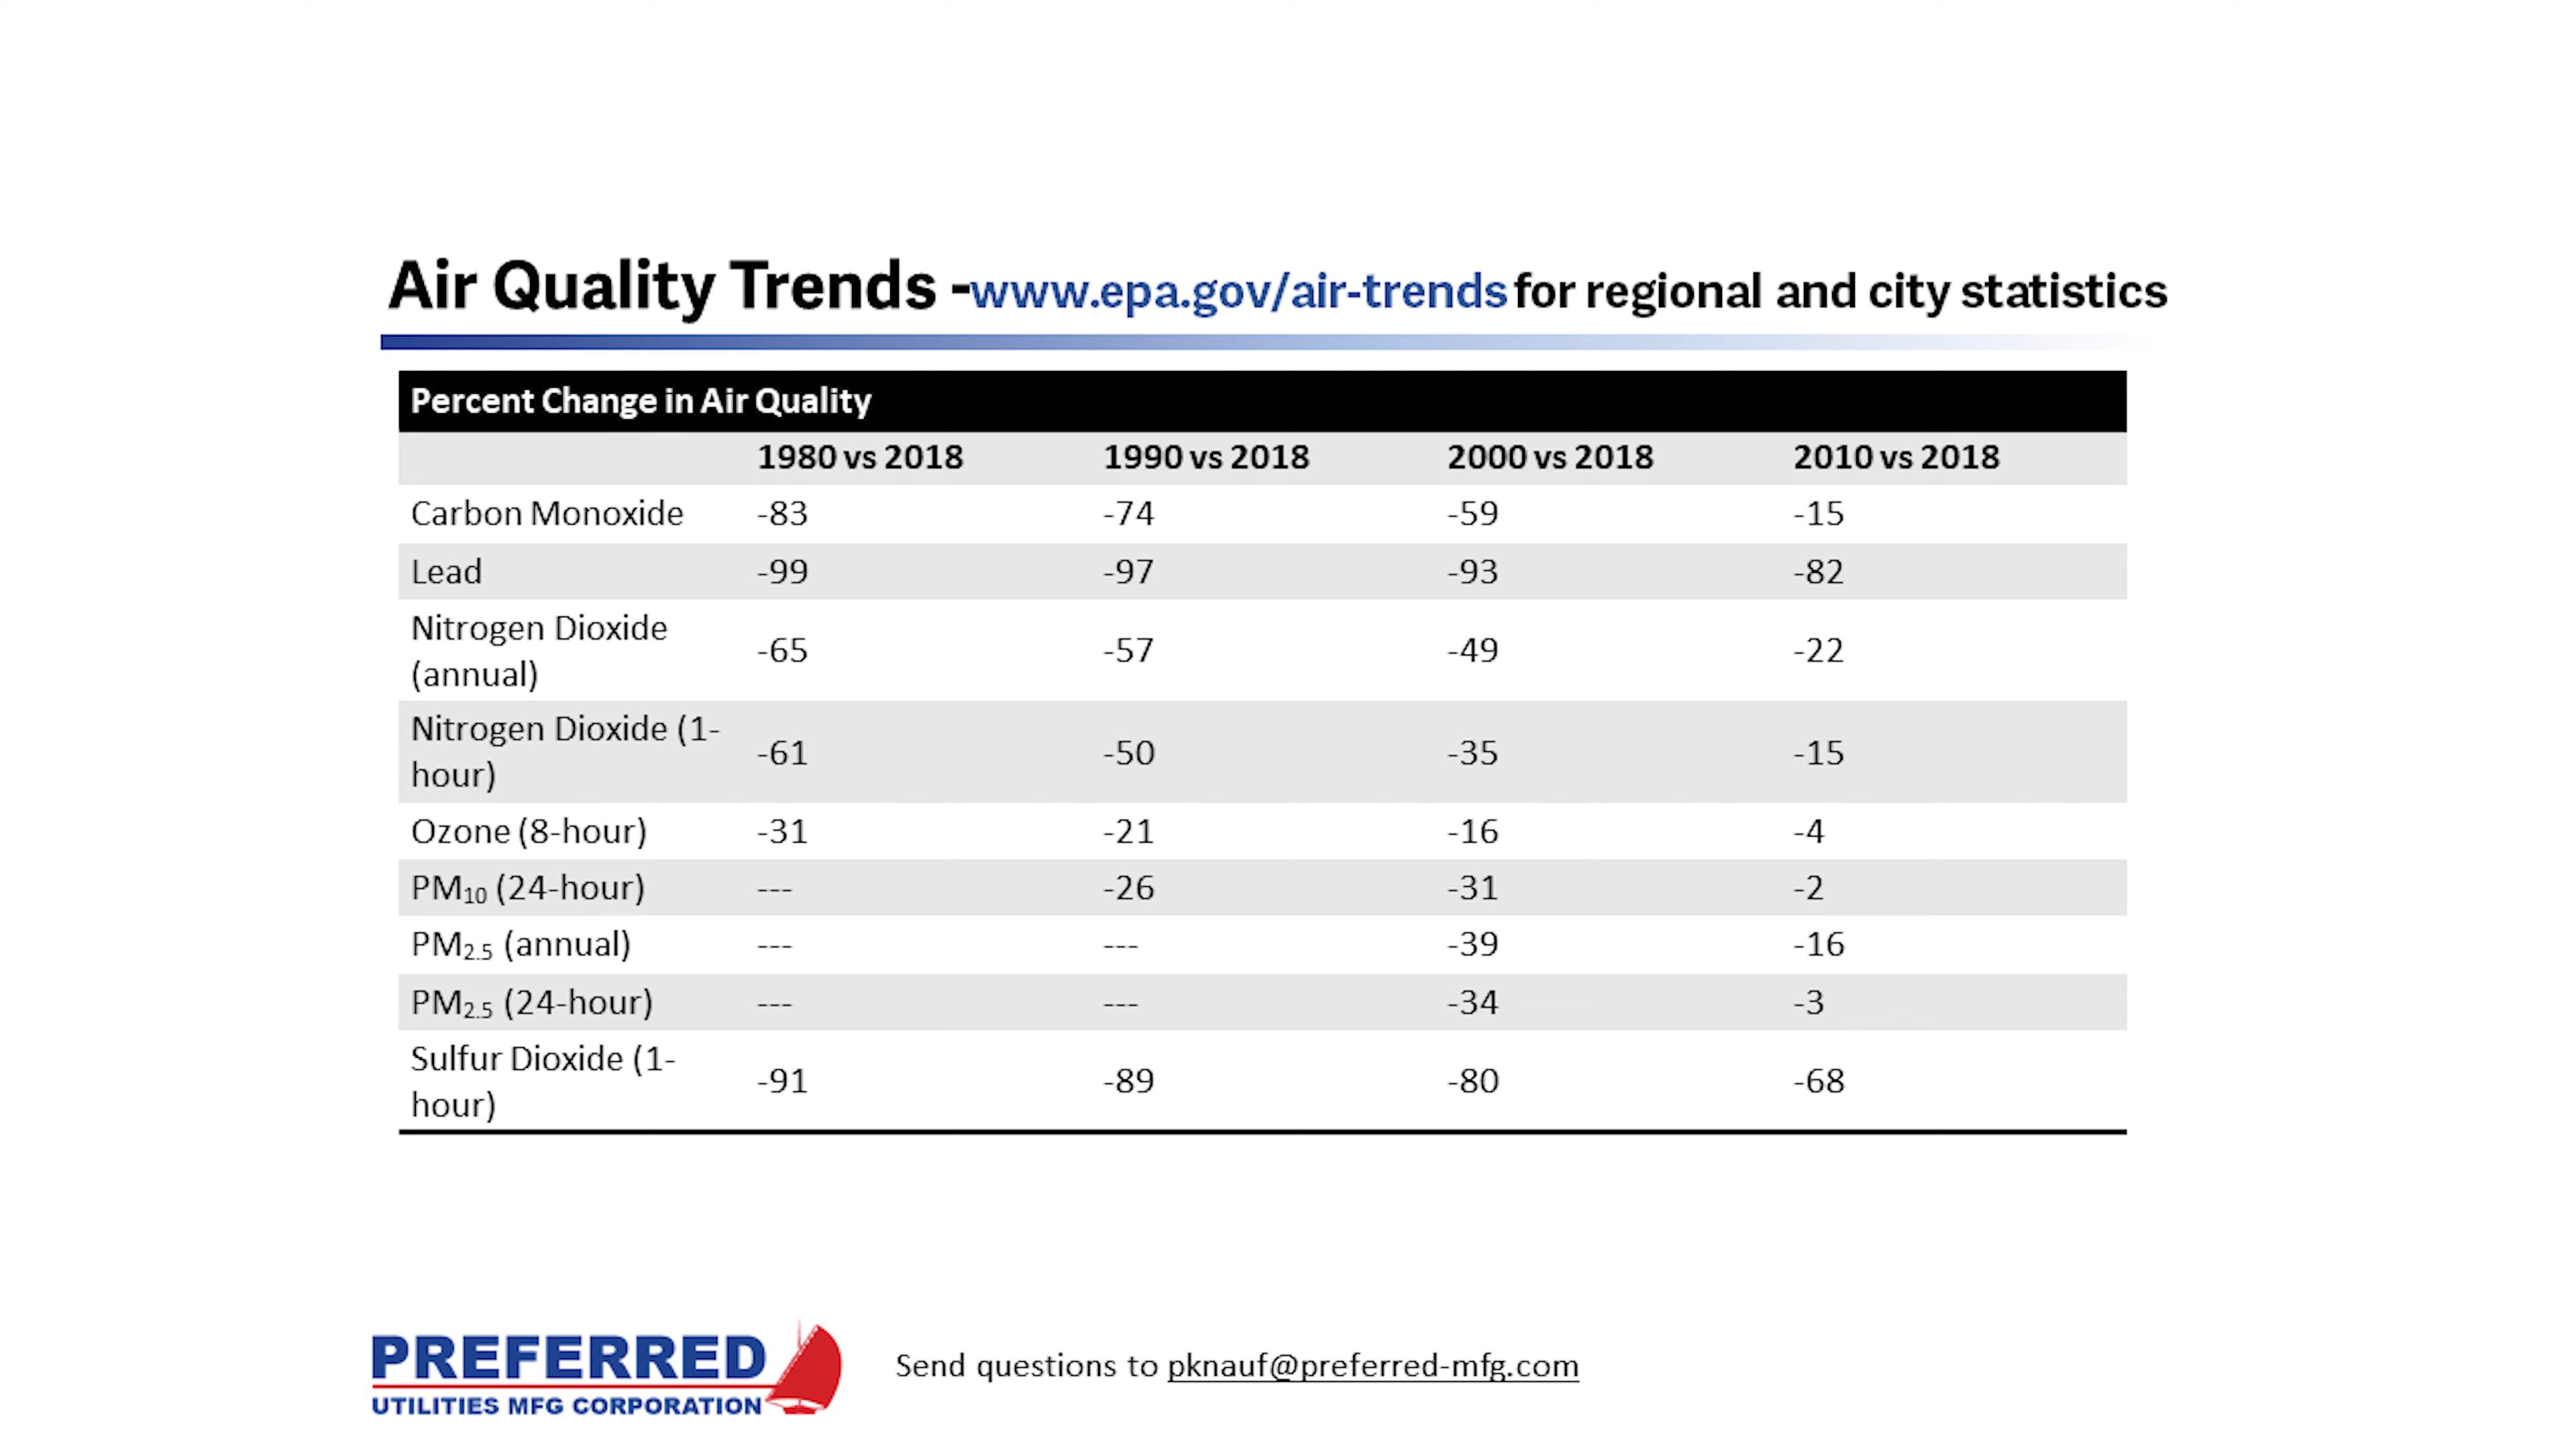 Air Quality Trends -www.epa.gov/air-trends for regional and city statistics
Percent Change in Air Quality
1980 vs 2018 1990 vs 2018 2000 vs 2018 2010 vs 2018
Carbon Monoxide -83 -74 -59 -15
Lead -99 -97 -93 -82
Nitrogen Dioxide
(annual) -65 -57 -49 -22
Nitrogen Dioxide (1-
hour) -61 -50 -35 -15
Ozone (8-hour) -31 -21 -16 -4
PM10 (24-hour) --- -26 -31 -2
PM2.5 (annual) --- --- -39 -16
PM2.5 (24-hour) --- --- -34 -3
Sulfur Dioxide (1-
hour) -91 -89 -80 -68
PREFERRED
UTILITIES MFG CORPORATION
Send questions to pknauf@preferred-mfg.com